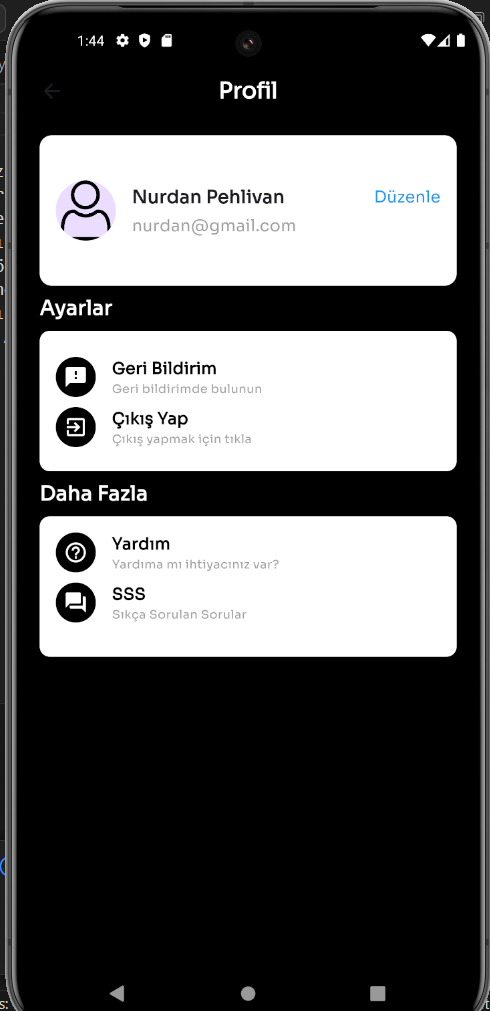 1:44
Profil
Nurdan Pehlivan
Düzenle
nurdan@gmail.com
Ayarlar
Geri Bildirim
Geri bildirimde bulunun
Çıkış Yap
Çıkış yapmak için tıkla
Daha Fazla
Yardım
Yardıma mı ihtiyacınız var?
SSS
Sıkça Sorulan Sorular